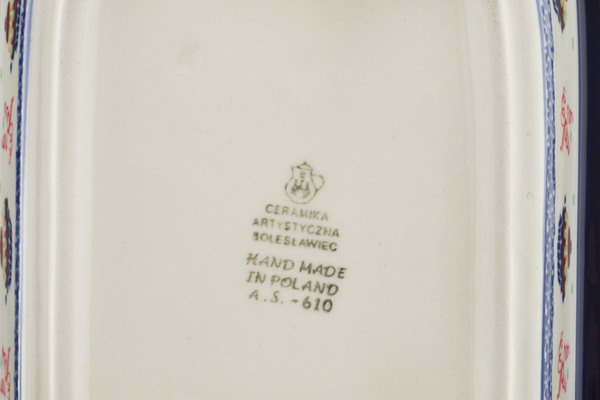 CERAMIKA
ARTYSTYCZNA
BOLESŁAWIEC
HAND MADE
IN POLAND
A.S. - 610